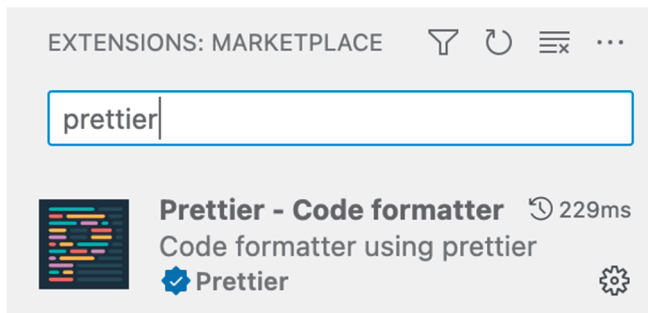 EXTENSIONS: MARKETPLACE
prettier
Prettier - Code formatter 229ms
Code formatter using prettier
Prettier